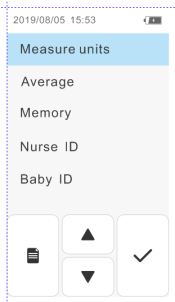 2019/08/05 15:53
Measure units
Average
Memory
Nurse ID
Baby ID